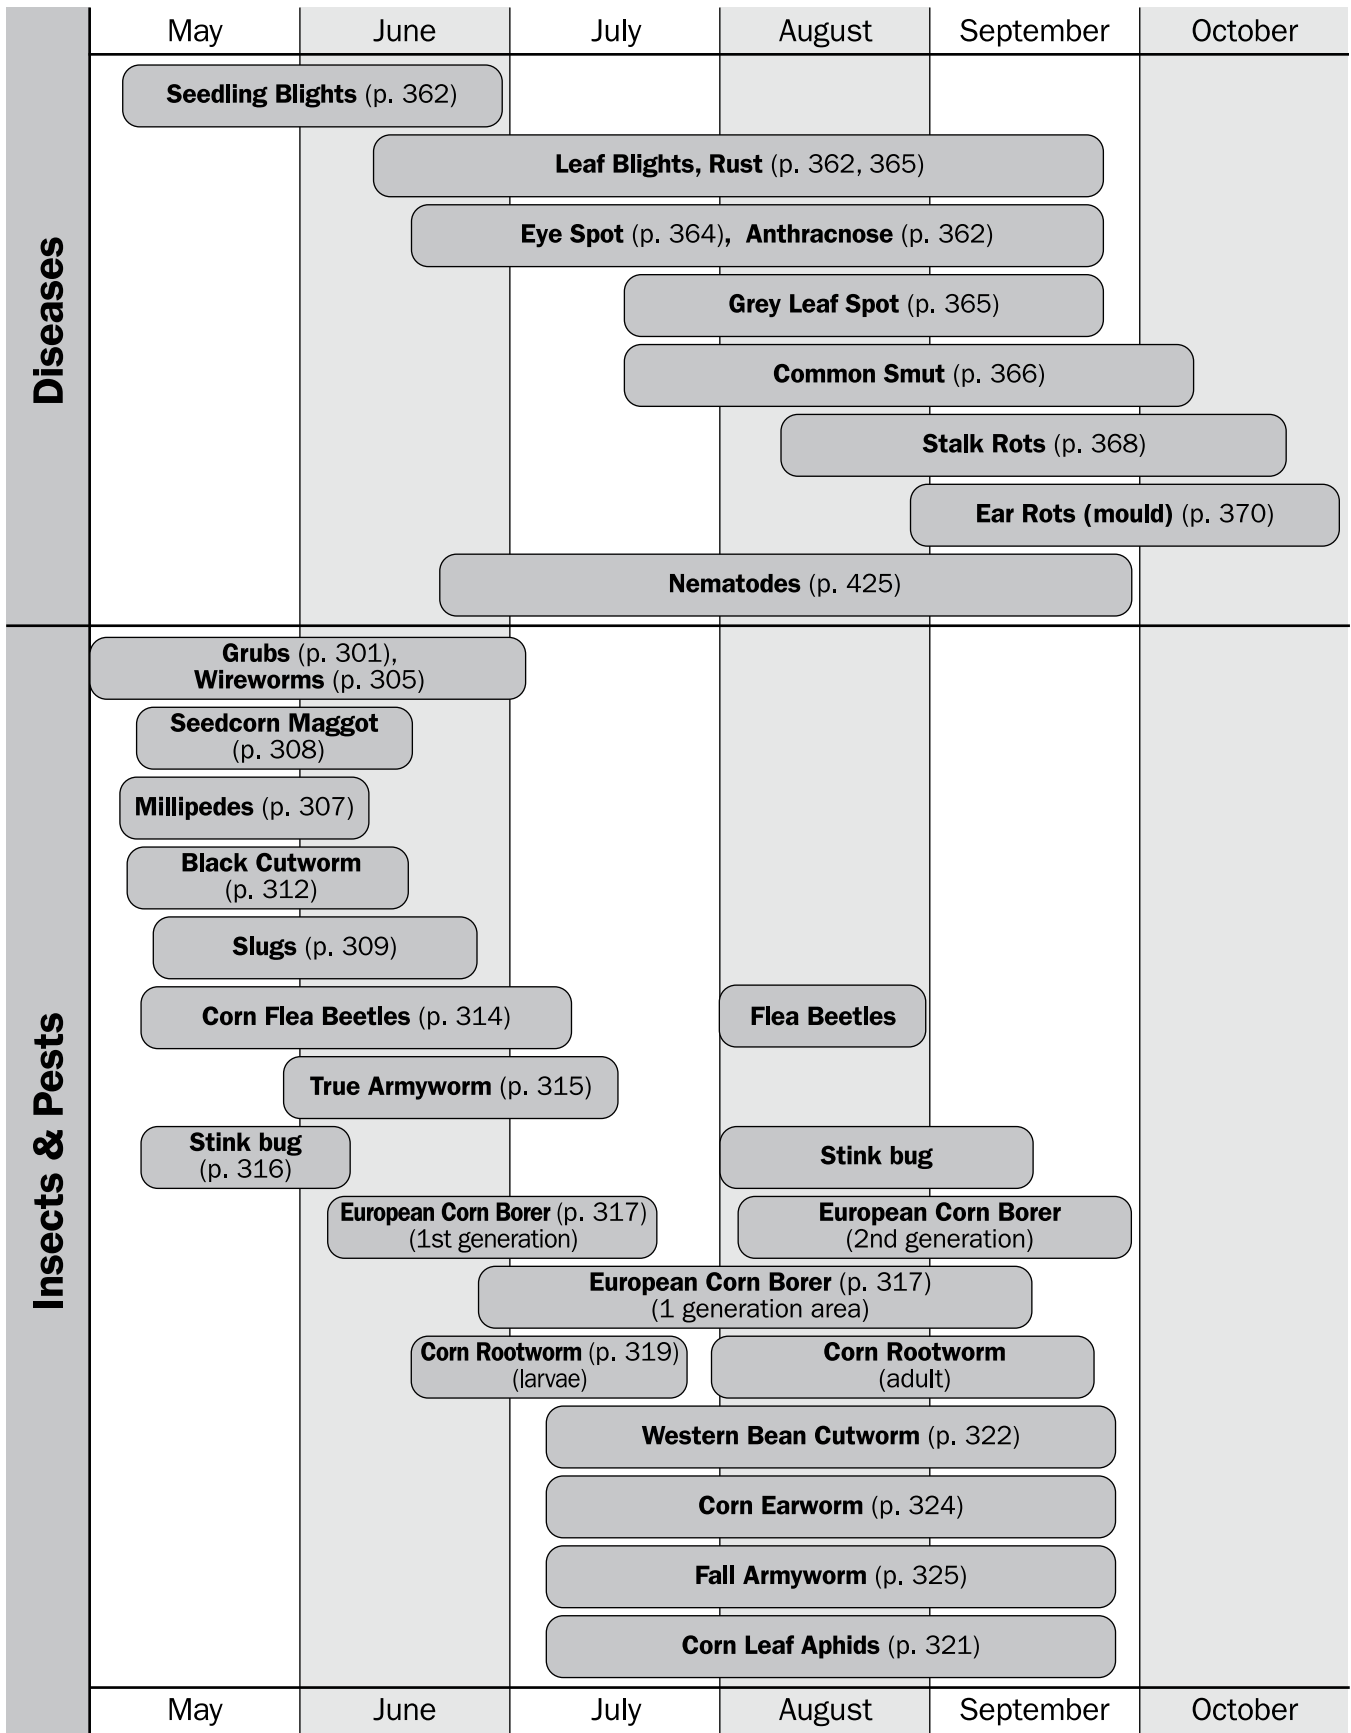 May June July August September October
Diseases
Seedling Blights (p. 362)
Leaf Blights, Rust (p. 362, 365)
Eye Spot (p. 364), Anthracnose (p. 362)
Grey Leaf Spot (p. 365)
Common Smut (p. 366)
Stalk Rots (p. 368)
Ear Rots (mould) (p. 370)
Nematodes (p. 425)
Insects & Pests
Grubs (p. 301),
Wireworms (p. 305)
Seedcorn Maggot
(p. 308)
Millipedes (p. 307)
Black Cutworm
(p. 312)
Slugs (p. 309)
Corn Flea Beetles (p. 314)
Flea Beetles
True Armyworm (p. 315)
Stink bug
(p. 316)
Stink bug
European Corn Borer (p. 317)
(1st generation)
European Corn Borer
(2nd generation)
European Corn Borer (p. 317)
(1 generation area)
Corn Rootworm (p. 319)
(larvae)
Corn Rootworm
(adult)
Western Bean Cutworm (p. 322)
Corn Earworm (p. 324)
Fall Armyworm (p. 325)
Corn Leaf Aphids (p. 321)
May June July August September October